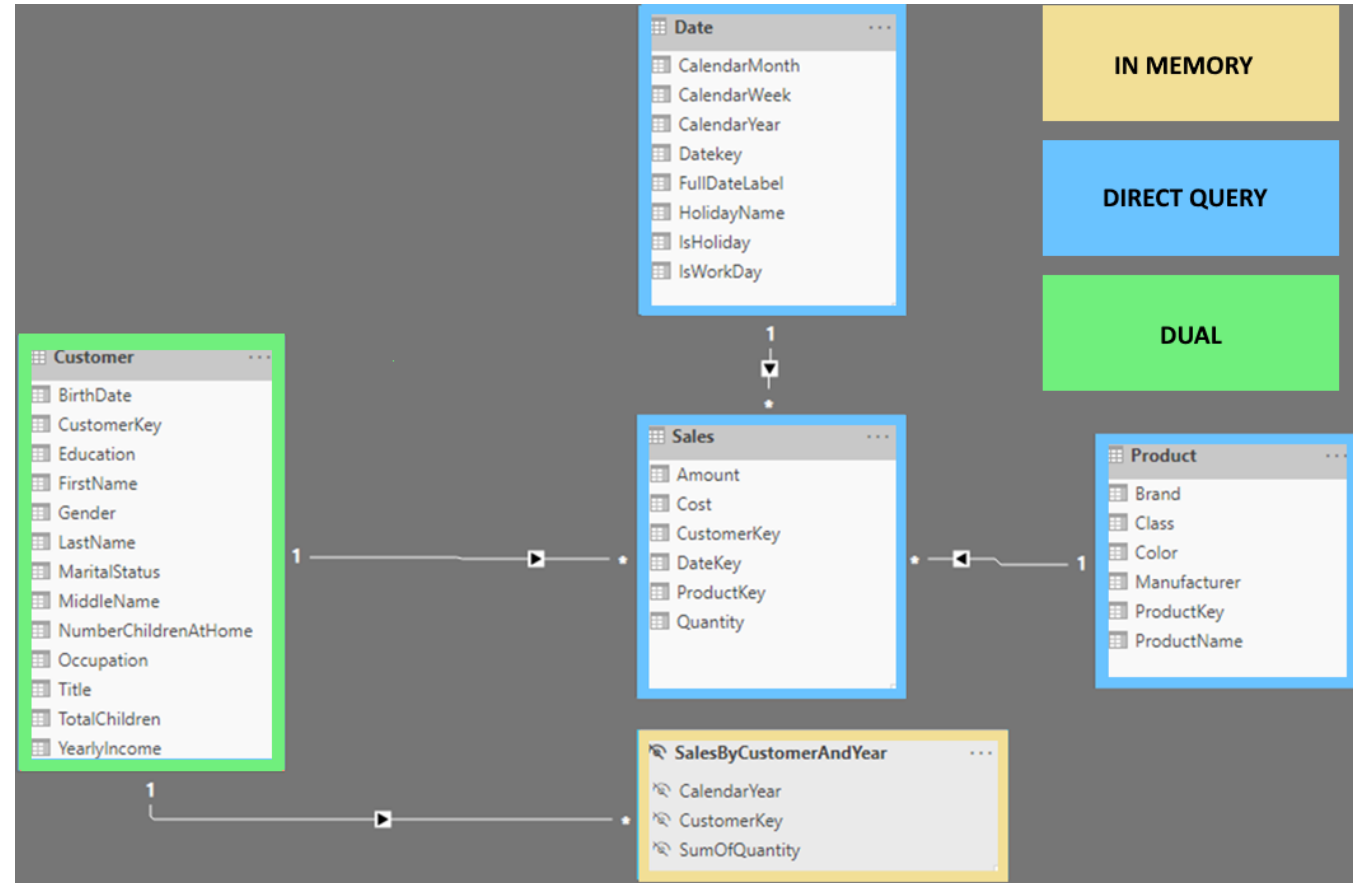 Date
CalendarMonth
CalendarWeek
CalendarYear
Datekey
FullDateLabel
HolidayName
IsHoliday
IsWorkDay
IN MEMORY
DIRECT QUERY
DUAL
1
*
Customer
BirthDate
CustomerKey
Education
FirstName
Gender
LastName
MaritalStatus
MiddleName
NumberChildrenAtHome
Occupation
Title
TotalChildren
YearlyIncome
1
*
Sales
Amount
Cost
CustomerKey
DateKey
ProductKey
Quantity
*
1
Product
Brand
Class
Color
Manufacturer
ProductKey
ProductName
1
*
SalesByCustomerAndYear
CalendarYear
CustomerKey
SumOfQuantity